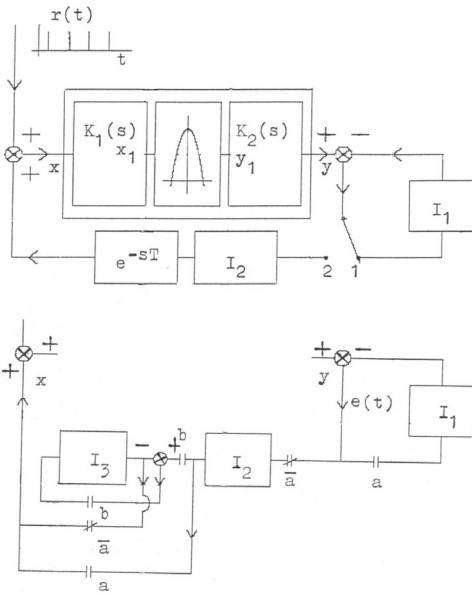 r(t)
t
+
+
K₁(s)
x₁
K₂(s)
y₁
x
+
−
y
I₁
e⁻ˢᵀ
I₂
2
1
+
+
x
+
−
y
e(t)
I₁
I₃
−
+
b
I₂
a̅
a
b
a̅
a